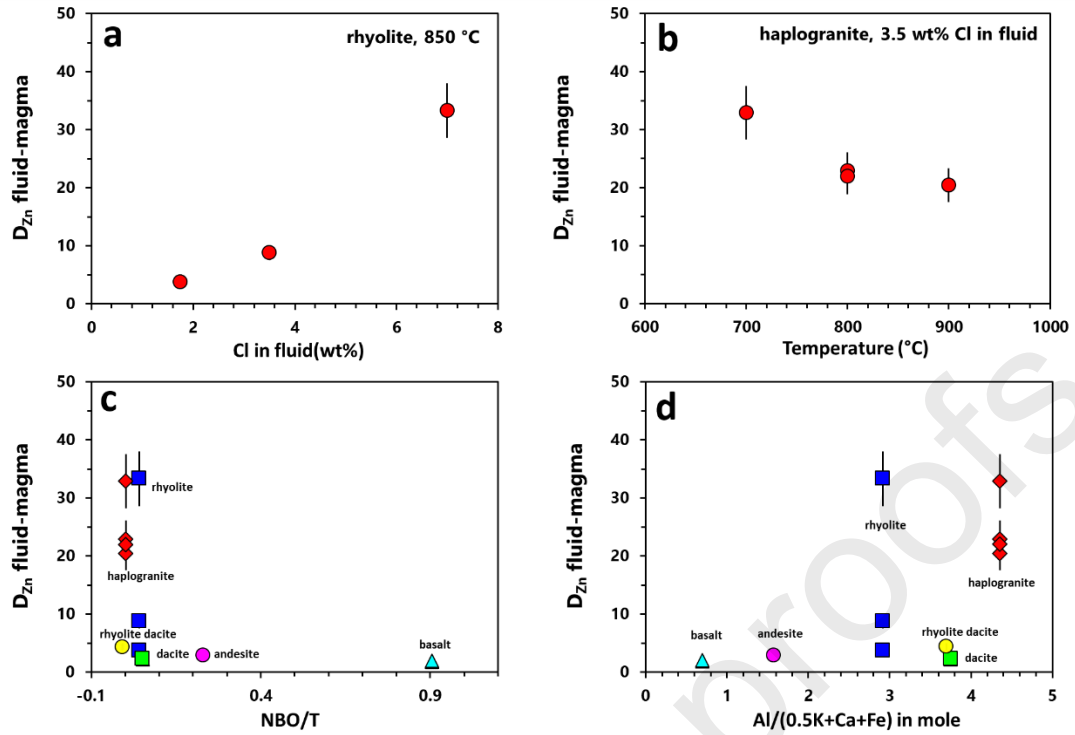 a
rhyolite, 850 °C
50
40
30
20
10
0
D_Zn fluid-magma
0 2 4 6 8
Cl in fluid(wt%)
b
haplogranite, 3.5 wt% Cl in fluid
50
40
30
20
10
0
D_Zn fluid-magma
600 700 800 900 1000
Temperature (°C)
c
50
40
30
20
10
0
D_Zn fluid-magma
rhyolite
haplogranite
rhyolite dacite
dacite
andesite
basalt
-0.1 0.4 0.9
NBO/T
d
50
40
30
20
10
0
D_Zn fluid-magma
rhyolite
haplogranite
basalt
andesite
rhyolite dacite
dacite
0 1 2 3 4 5
Al/(0.5K+Ca+Fe) in mole
proofs